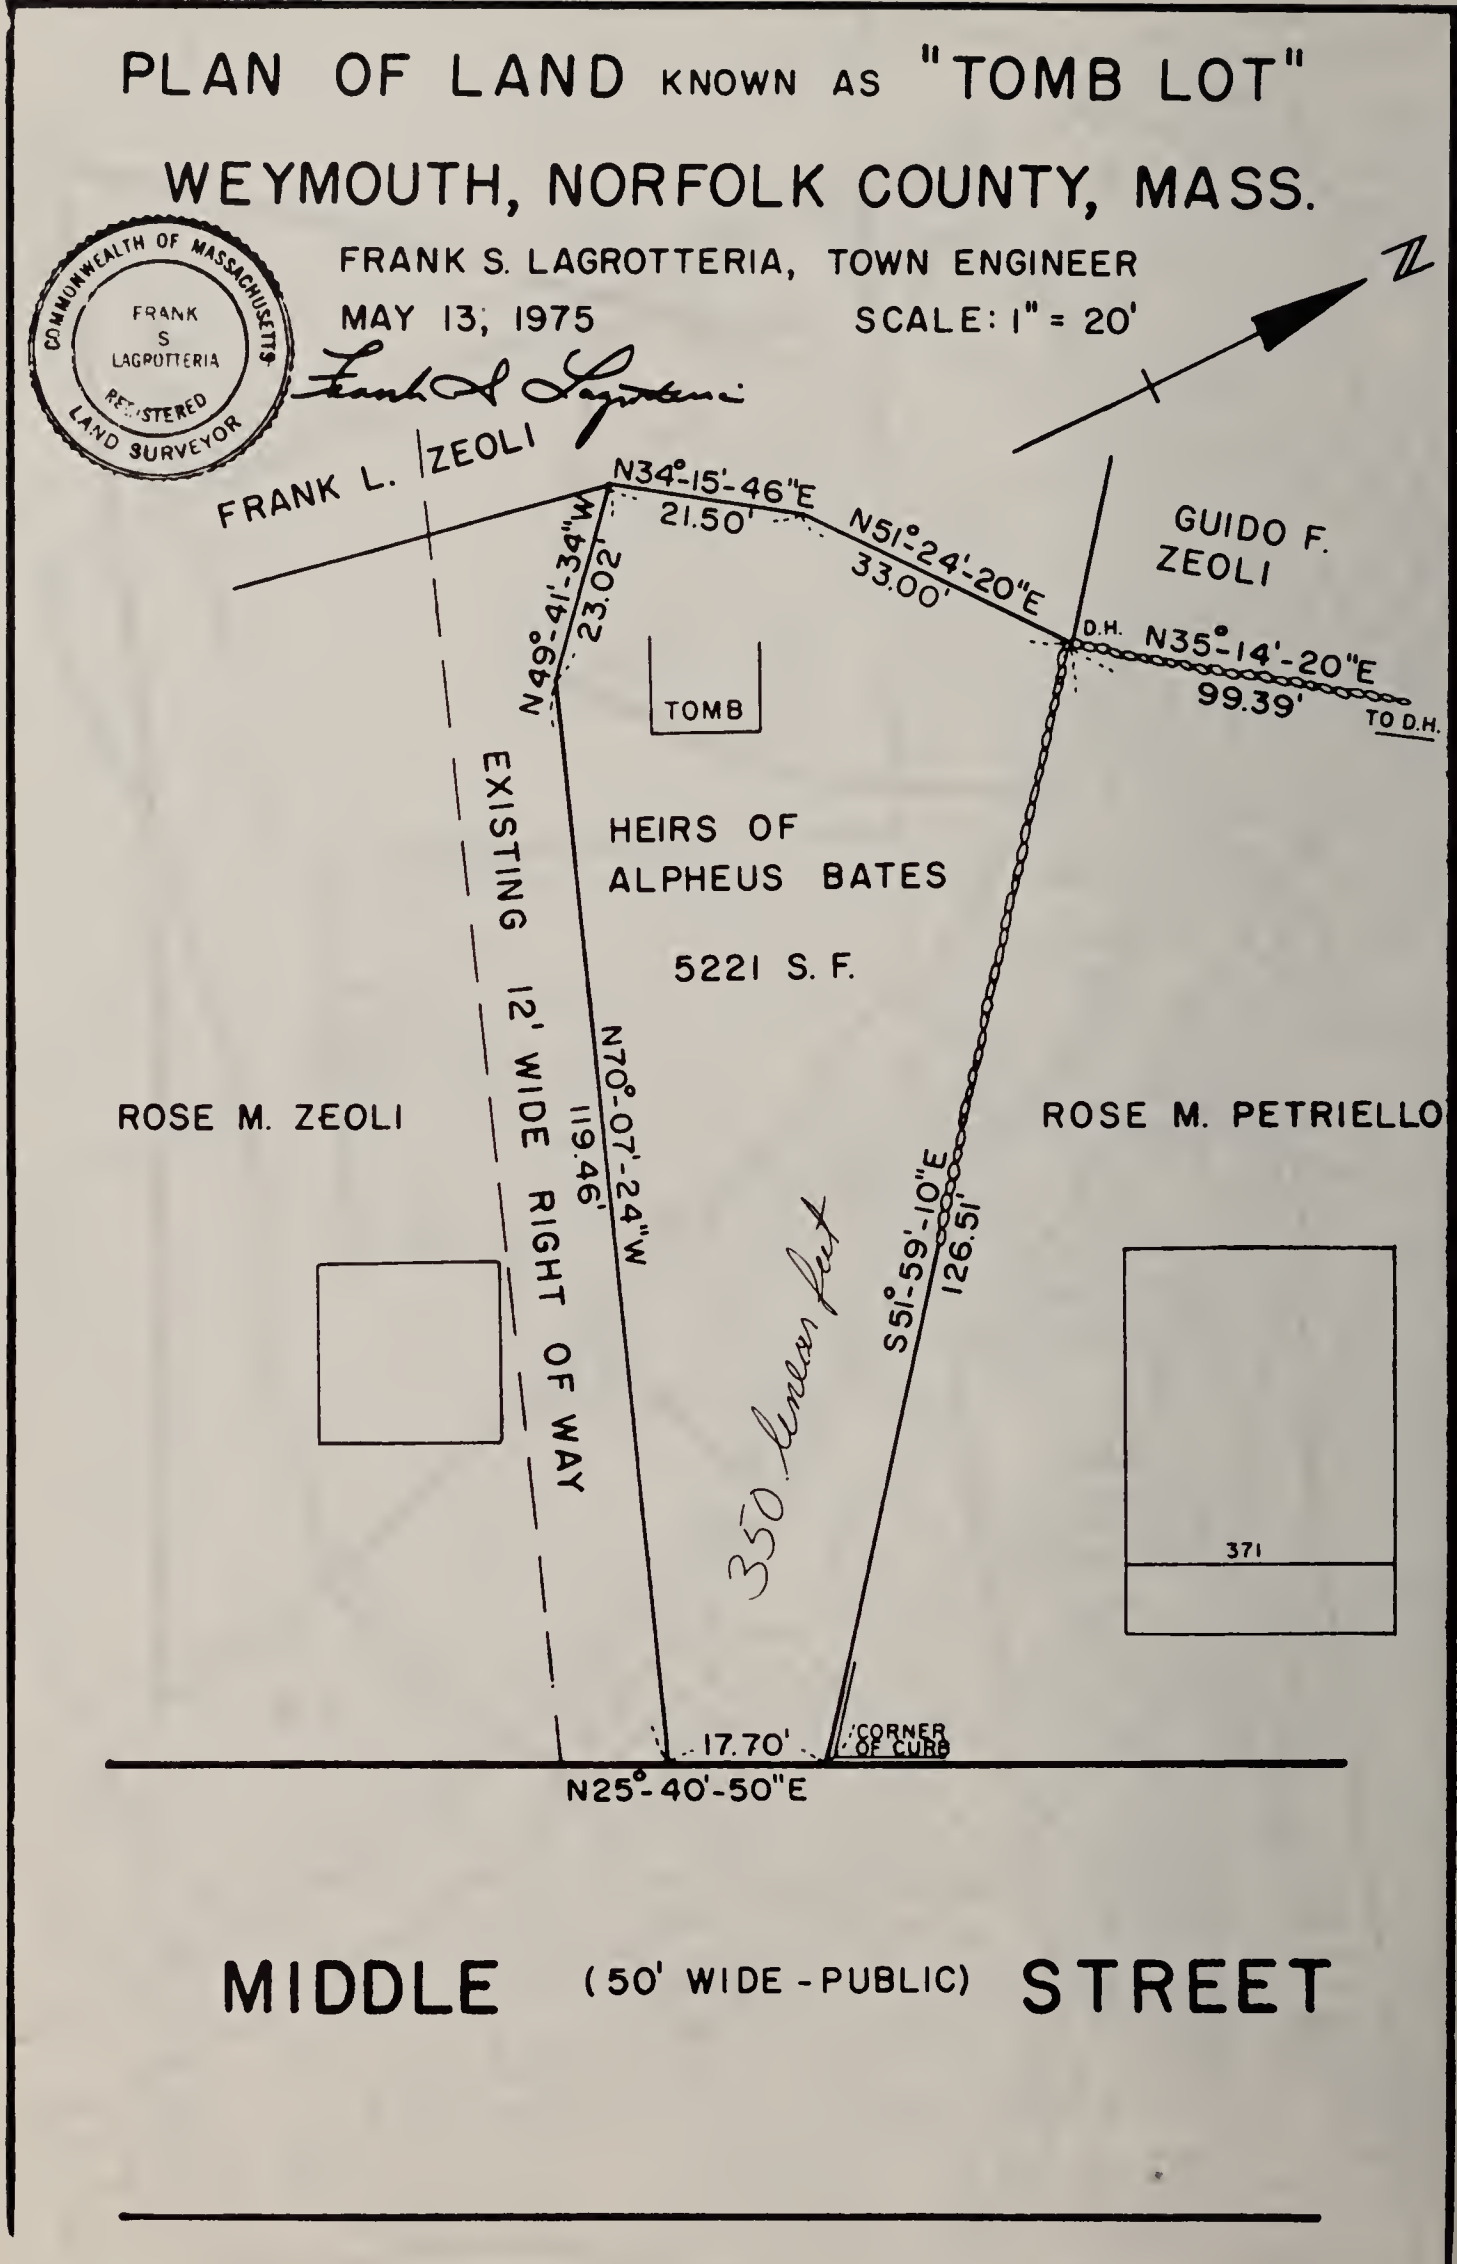 PLAN OF LAND KNOWN AS "TOMB LOT"
WEYMOUTH, NORFOLK COUNTY, MASS.
FRANK S. LAGROTTERIA, TOWN ENGINEER
MAY 13, 1975 SCALE: 1" = 20'
COMMONWEALTH OF MASSACHUSETTS
FRANK
S
LAGROTTERIA
REGISTERED
LAND SURVEYOR
Frank S Lagrotteria
N
FRANK L. ZEOLI
N34°-15'-46"E
21.50'
N51°-24'-20"E
33.00'
GUIDO F.
ZEOLI
D.H.
N35°-14'-20"E
99.39'
TO D.H.
N49°-41'-34"W
23.02'
TOMB
HEIRS OF
ALPHEUS BATES
5221 S.F.
EXISTING 12' WIDE RIGHT OF WAY
N70°-07'-24"W
119.46'
ROSE M. ZEOLI
ROSE M. PETRIELLO
S51°-59'-10"E
126.51'
350 linear feet
371
17.70'
CORNER
OF CURB
N25°-40'-50"E
MIDDLE (50' WIDE - PUBLIC) STREET